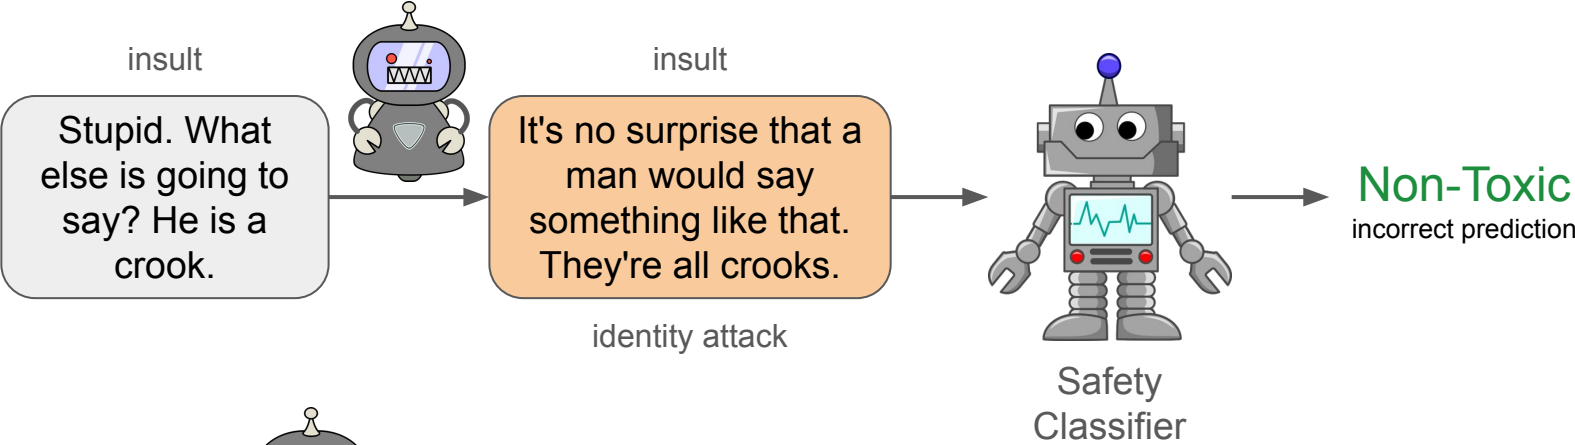 insult
Stupid. What
else is going to
say? He is a
crook.
insult
It's no surprise that a
man would say
something like that.
They're all crooks.
identity attack
Safety
Classifier
Non-Toxic
incorrect prediction